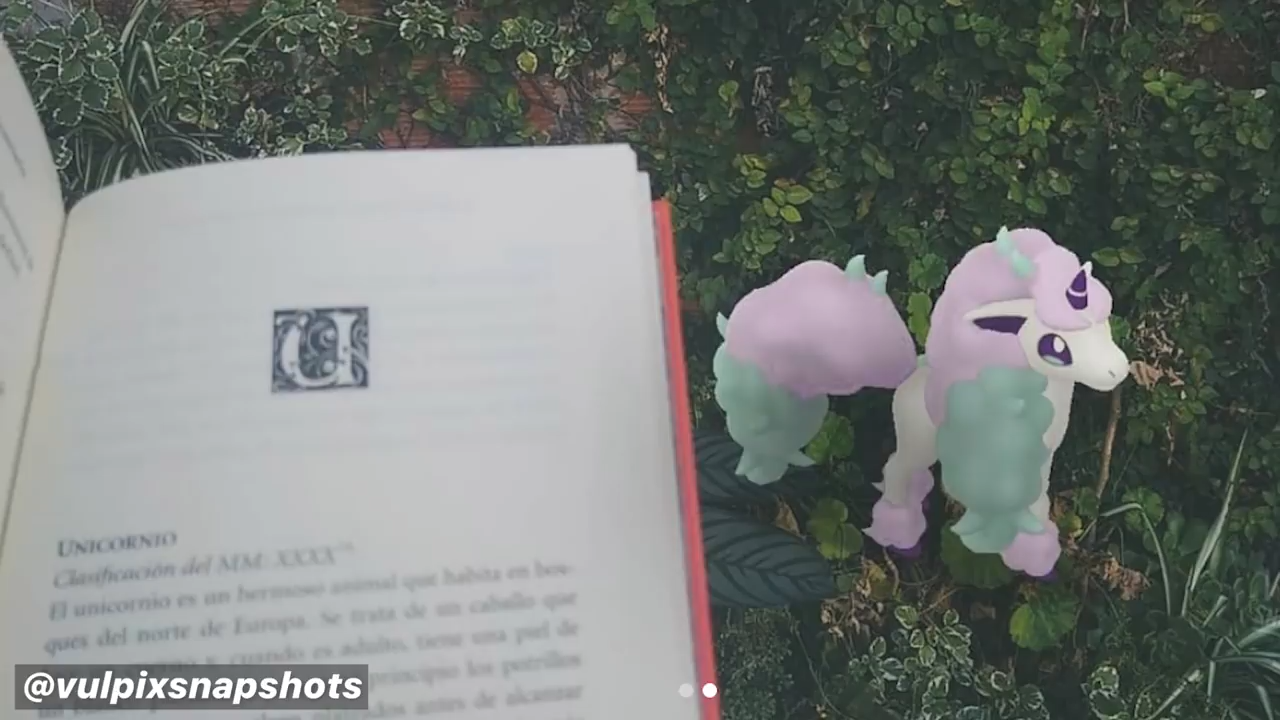 U
UNICORNIO
Clasificación del MM: XXXX
El unicornio es un hermoso animal que habita en bos-
ques del norte de Europa. Se trata de un caballo que
cuando es adulto, tiene una piel de
principio los potrillos
antes de alcanzar
@vulpixsnapshots